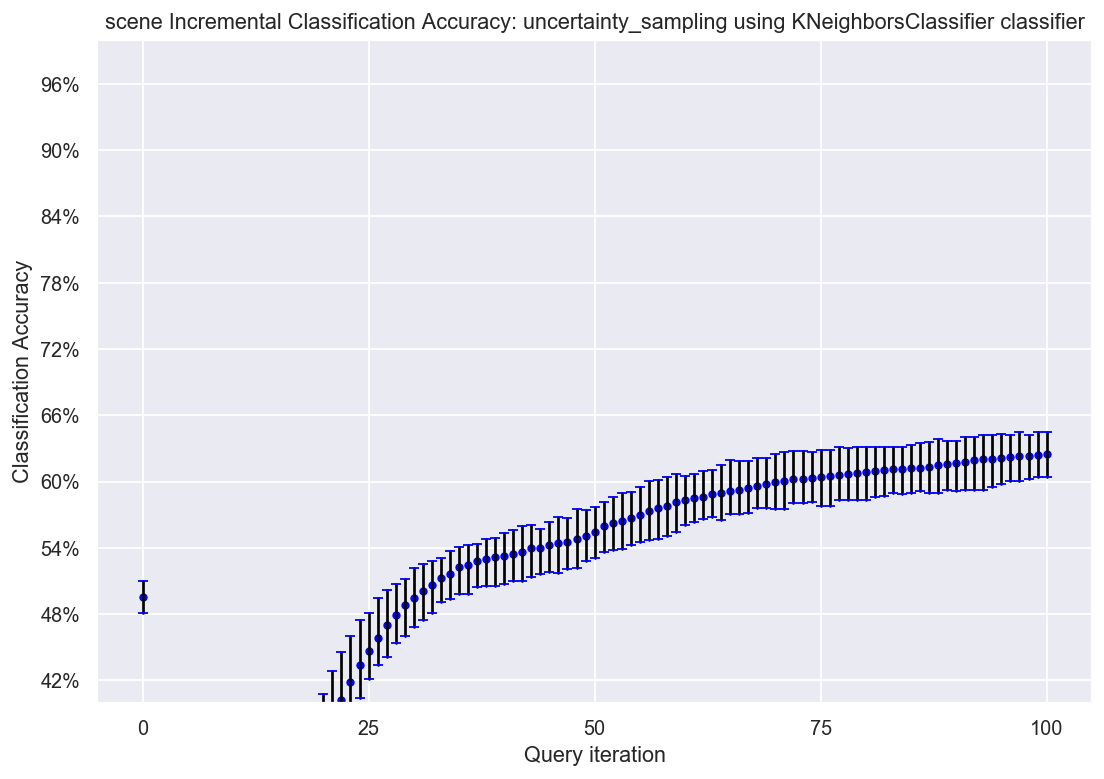 scene Incremental Classification Accuracy: uncertainty_sampling using KNeighborsClassifier classifier
96%
90%
84%
78%
72%
66%
60%
54%
48%
42%
Classification Accuracy
0 25 50 75 100
Query iteration